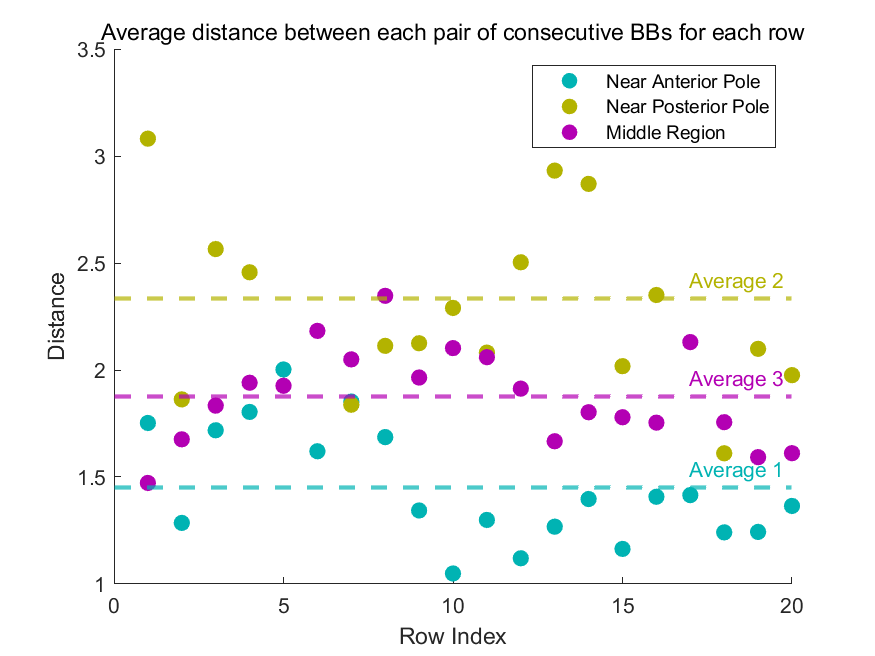 Average distance between each pair of consecutive BBs for each row
3.5
3
2.5
2
1.5
1
Distance
Near Anterior Pole
Near Posterior Pole
Middle Region
Average 2
Average 3
Average 1
0
5
10
15
20
Row Index